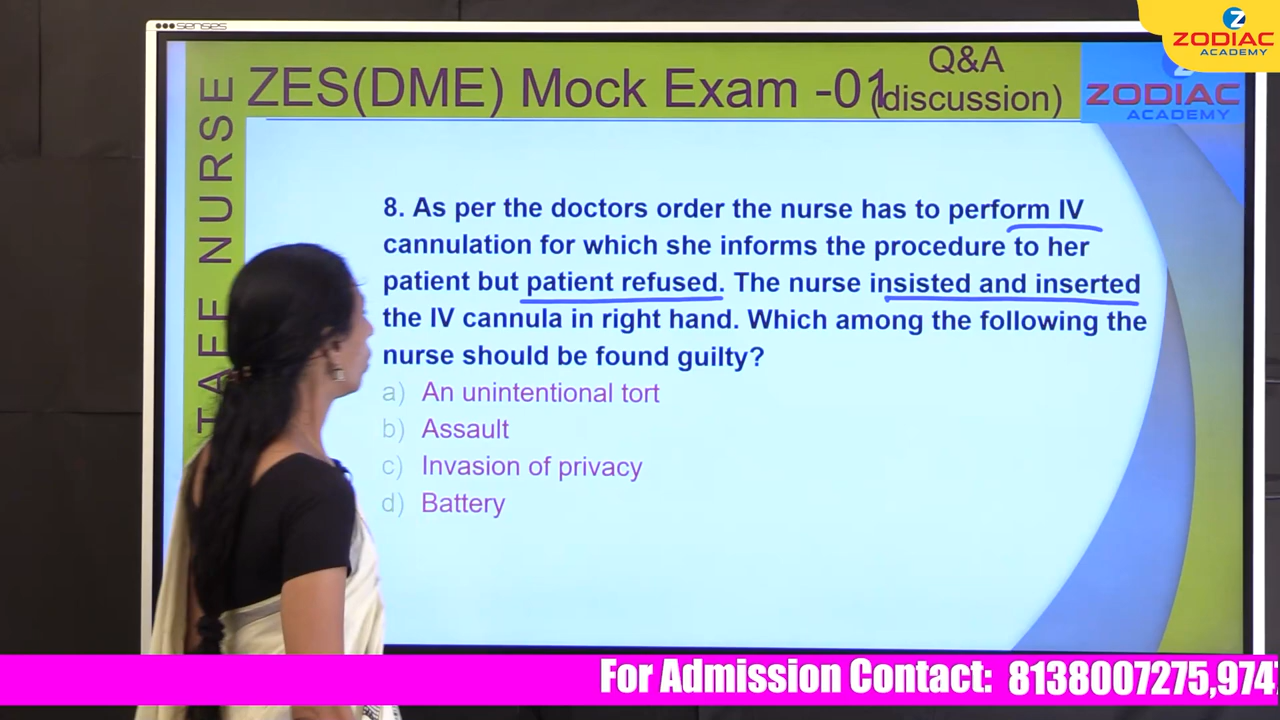 senses
ZODIAC
ACADEMY
ZES(DME) Mock Exam -01
Q&A
(discussion)
ZODIAC
ACADEMY
STAFF NURSE
8. As per the doctors order the nurse has to perform IV
cannulation for which she informs the procedure to her
patient but patient refused. The nurse insisted and inserted
the IV cannula in right hand. Which among the following the
nurse should be found guilty?
a) An unintentional tort
b) Assault
c) Invasion of privacy
d) Battery
For Admission Contact: 8138007275,974